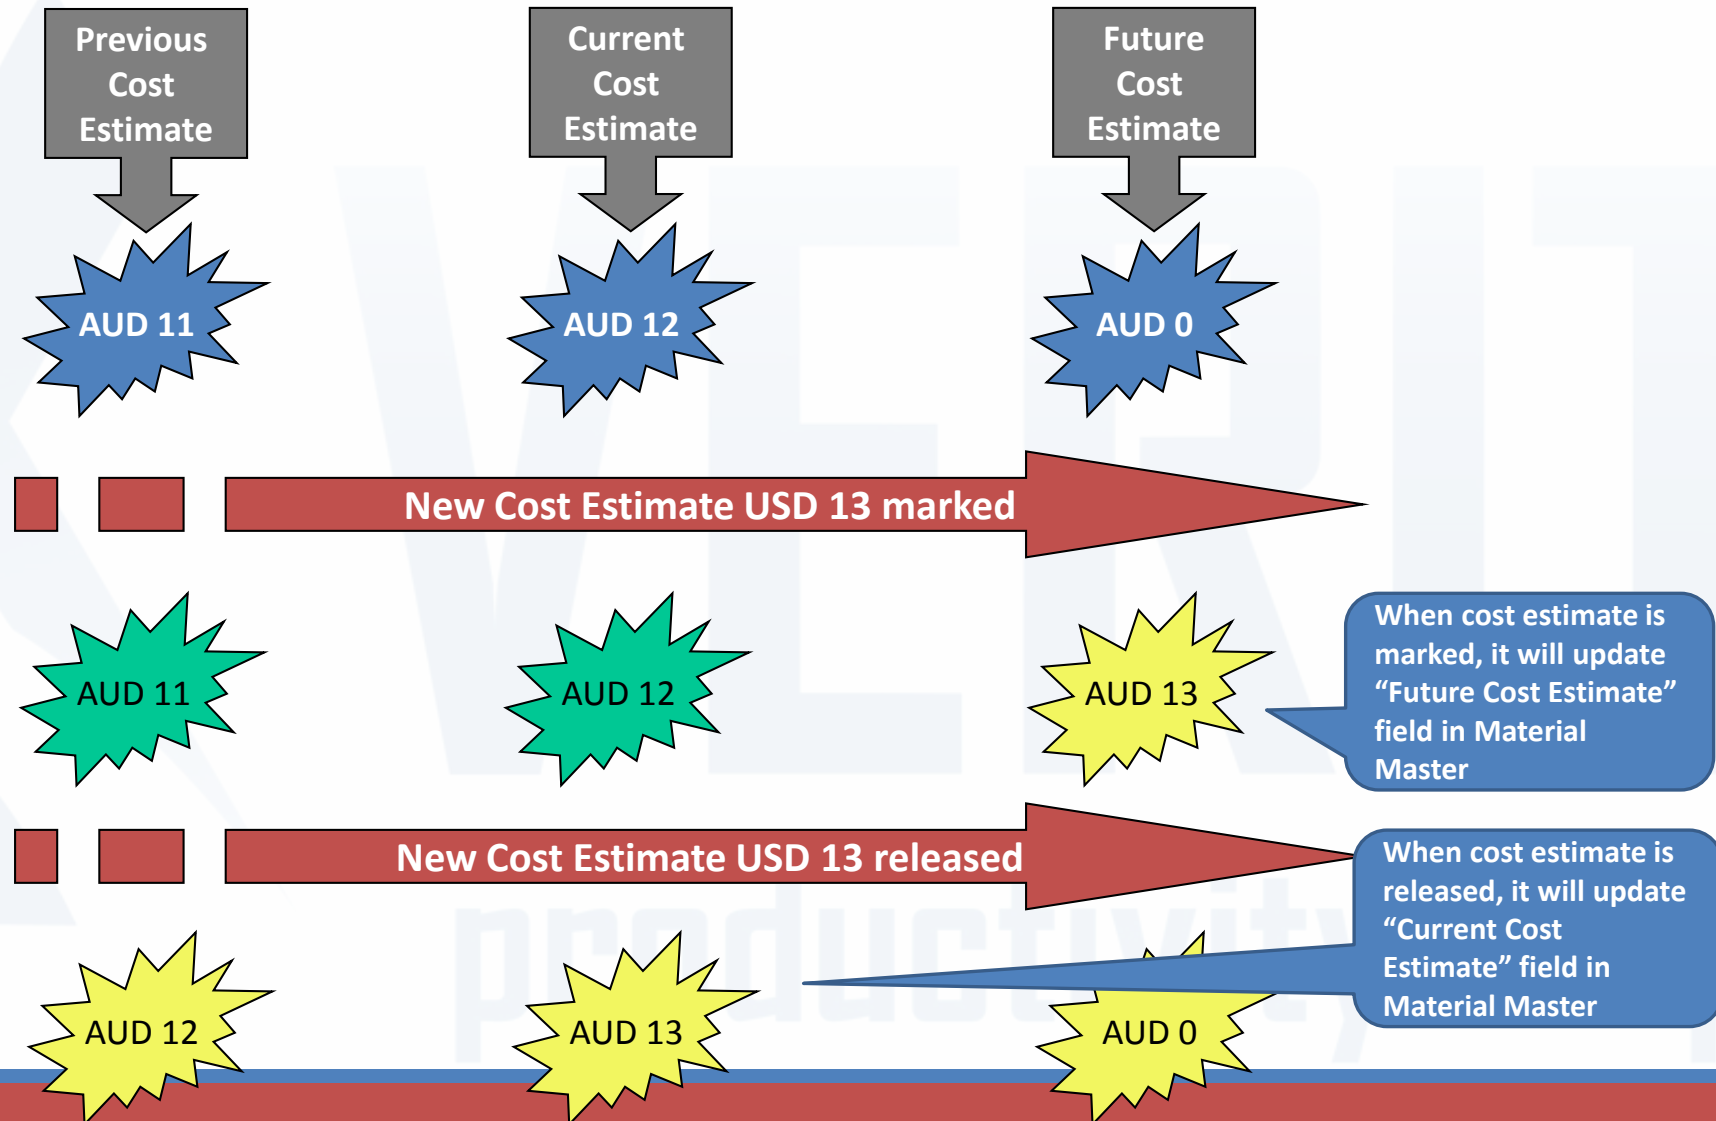 Previous
Cost
Estimate
Current
Cost
Estimate
Future
Cost
Estimate
AUD 11
AUD 12
AUD 0
New Cost Estimate USD 13 marked
AUD 11
AUD 12
AUD 13
When cost estimate is
marked, it will update
“Future Cost Estimate”
field in Material
Master
New Cost Estimate USD 13 released
When cost estimate is
released, it will update
“Current Cost
Estimate” field in
Material Master
AUD 12
AUD 13
AUD 0
VERIT
productivity